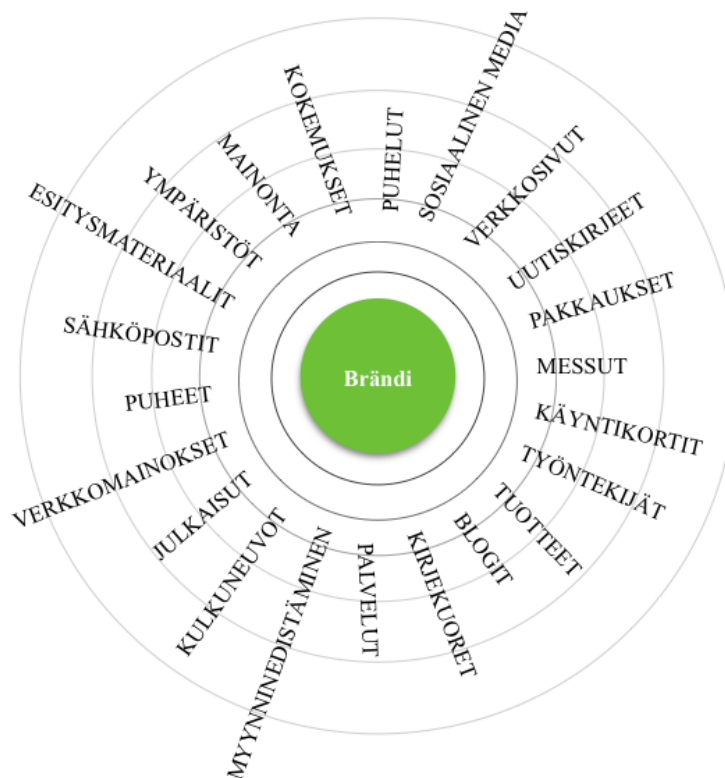 Brändi
PUHELUT
SOSIAALINEN MEDIA
VERKKOSIVUT
UUTISKIRJEET
PAKKAUKSET
MESSUT
KÄYNTIKORTIT
TYÖNTEKIJÄT
TUOTTEET
BLOGIT
KIRJEKUORET
PALVELUT
MYYNNINEDISTÄMINEN
KULKUNEUVOT
JULKAISUT
VERKKOMAINOKSET
PUHEET
SÄHKÖPOSTIT
ESITYSMATERIAALIT
YMPÄRISTÖT
MAINONTA
KOKEMUKSET